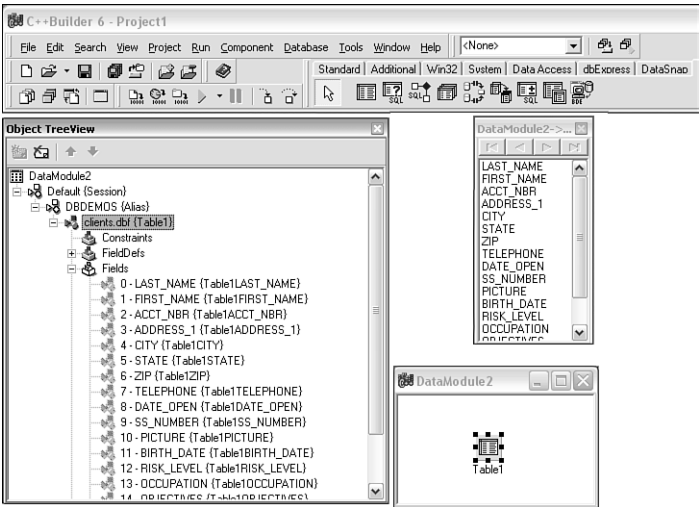 C++Builder 6 - Project1
File Edit Search View Project Run Component Database Tools Window Help <None>
Standard Additional Win32 System Data Access dbExpress DataSnap
Object TreeView
DataModule2
Default {Session}
DBDEMOS {Alias}
clients.dbf {Table1}
Constraints
FieldDefs
Fields
0 - LAST_NAME {Table1LAST_NAME}
1 - FIRST_NAME {Table1FIRST_NAME}
2 - ACCT_NBR {Table1ACCT_NBR}
3 - ADDRESS_1 {Table1ADDRESS_1}
4 - CITY {Table1CITY}
5 - STATE {Table1STATE}
6 - ZIP {Table1ZIP}
7 - TELEPHONE {Table1TELEPHONE}
8 - DATE_OPEN {Table1DATE_OPEN}
9 - SS_NUMBER {Table1SS_NUMBER}
10 - PICTURE {Table1PICTURE}
11 - BIRTH_DATE {Table1BIRTH_DATE}
12 - RISK_LEVEL {Table1RISK_LEVEL}
13 - OCCUPATION {Table1OCCUPATION}
14 - OBJECTIVES {Table1OBJECTIVES}
DataModule2->...
LAST_NAME
FIRST_NAME
ACCT_NBR
ADDRESS_1
CITY
STATE
ZIP
TELEPHONE
DATE_OPEN
SS_NUMBER
PICTURE
BIRTH_DATE
RISK_LEVEL
OCCUPATION
OBJECTIVES
DataModule2
Table1